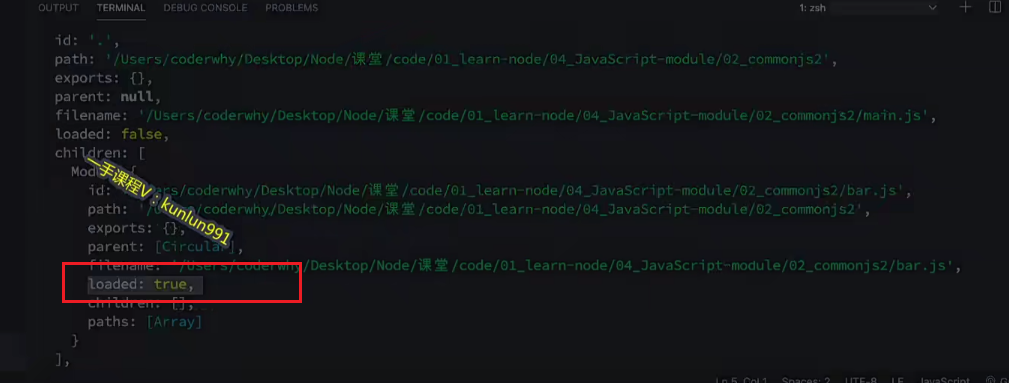 OUTPUT TERMINAL DEBUG CONSOLE PROBLEMS 1: zsh
id: '.',
path: '/Users/coderwhy/Desktop/Node/课堂/code/01_learn-node/04_JavaScript-module/02_commonjs2',
exports: {},
parent: null,
filename: '/Users/coderwhy/Desktop/Node/课堂/code/01_learn-node/04_JavaScript-module/02_commonjs2/main.js',
loaded: false,
children: [
{
id: coderwhy/Desktop/Node/课堂/code/01_learn-node/04_JavaScript-module/02_commonjs2/bar.js',
path: '/Users/coderwhy/Desktop/Node/课堂/code/01_learn-node/04_JavaScript-module/02_commonjs2',
exports: {},
parent: [Circular],
filename: '/Users/coderwhy/Desktop/Node/课堂/code/01_learn-node/04_JavaScript-module/02_commonjs2/bar.js',
loaded: true,
children: [],
paths: [Array]
}
],
一手课程V：kunlun991
Ln 5, Col 1 Spaces: 2 UTF-8 LF JavaScript